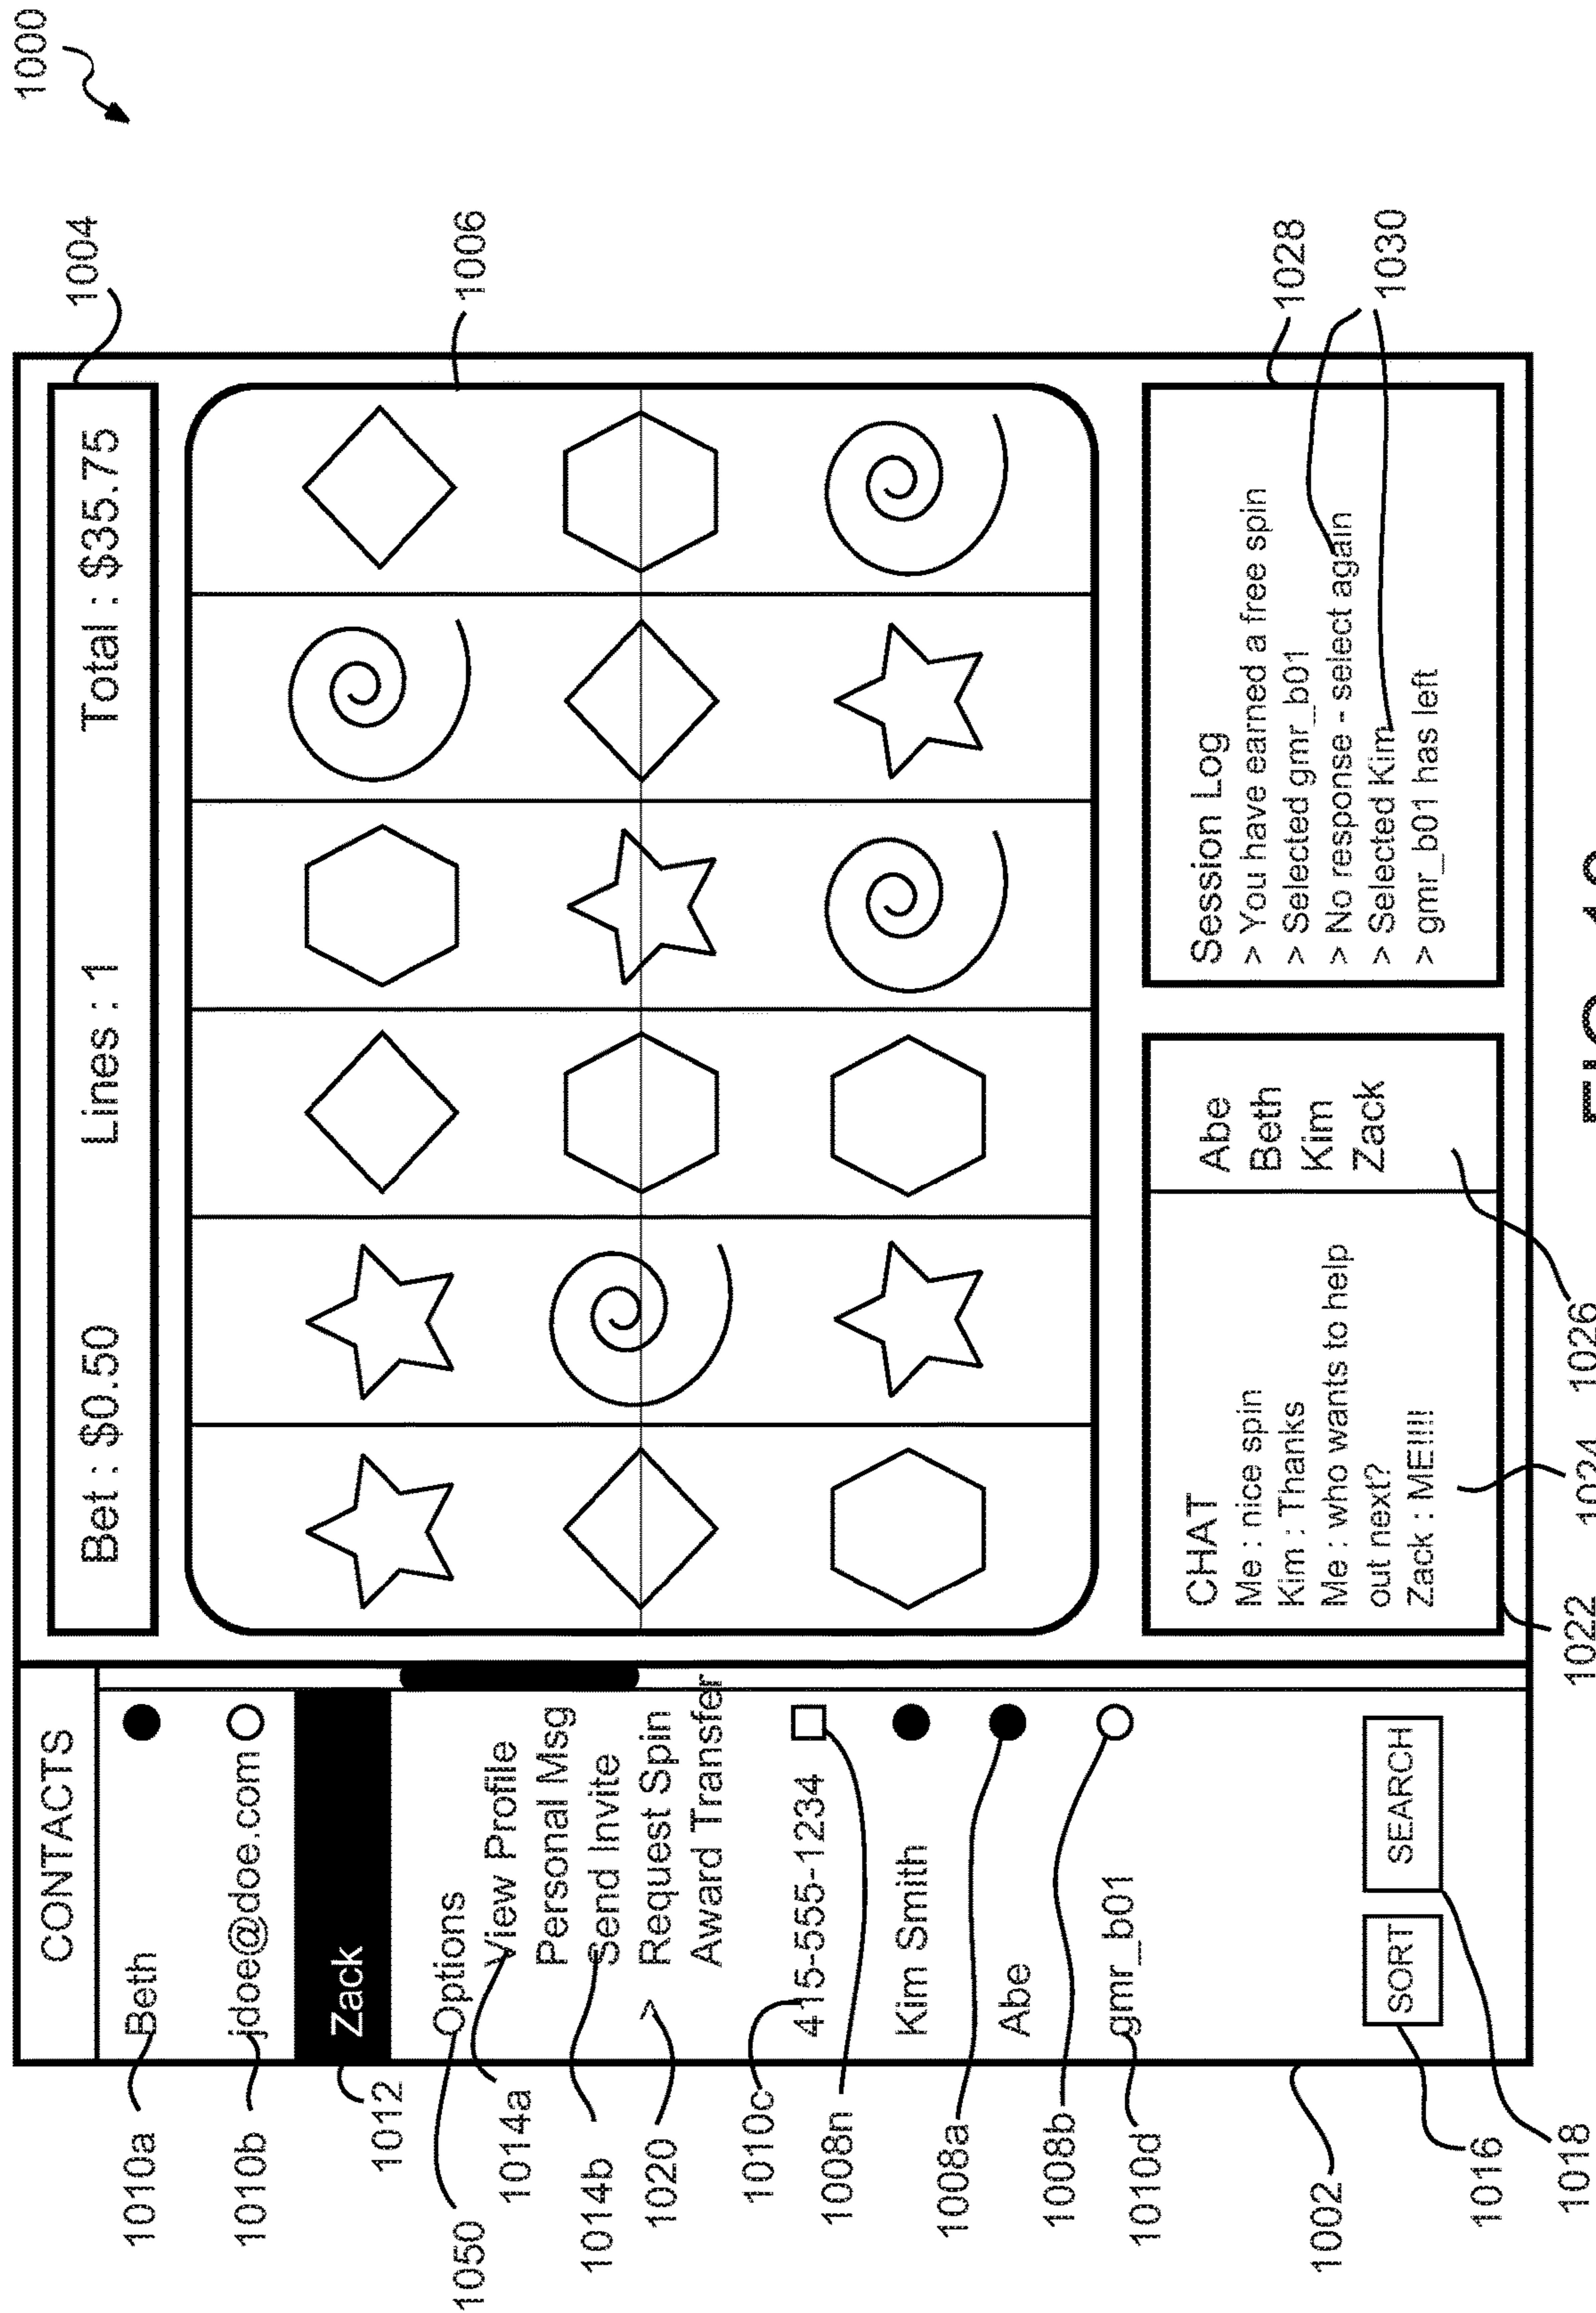 1000
1004
1006
CONTACTS
Bet : $0.50 Lines : 1 Total : $35.75
1010a
Beth
1010b
jdoe@doe.com
1012
Zack
1050
Options
1014a
View Profile
Personal Msg
1014b
Send Invite
1020
> Request Spin
Award Transfer
1010c
415-555-1234
1008n
Kim Smith
1008a
Abe
1008b
gmr_b01
1010d
1002
SORT
SEARCH
1016
1018
CHAT
Me : nice spin
Kim : Thanks
Me : who wants to help
out next?
Zack : ME!!!!
Abe
Beth
Kim
Zack
1022
1024
1026
Session Log
> You have earned a free spin
> Selected gmr_b01
> No response - select again
> Selected Kim
> gmr_b01 has left
1028
1030